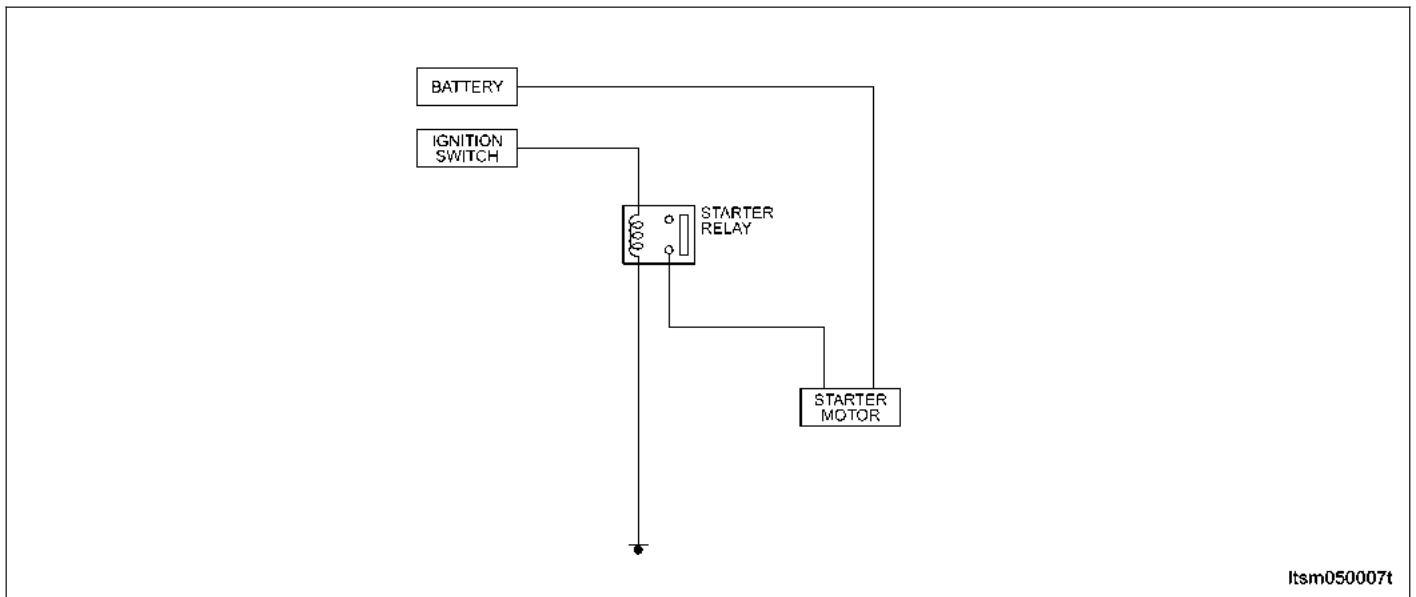 BATTERY
IGNITION
SWITCH
STARTER
RELAY
STARTER
MOTOR
ltsm050007t